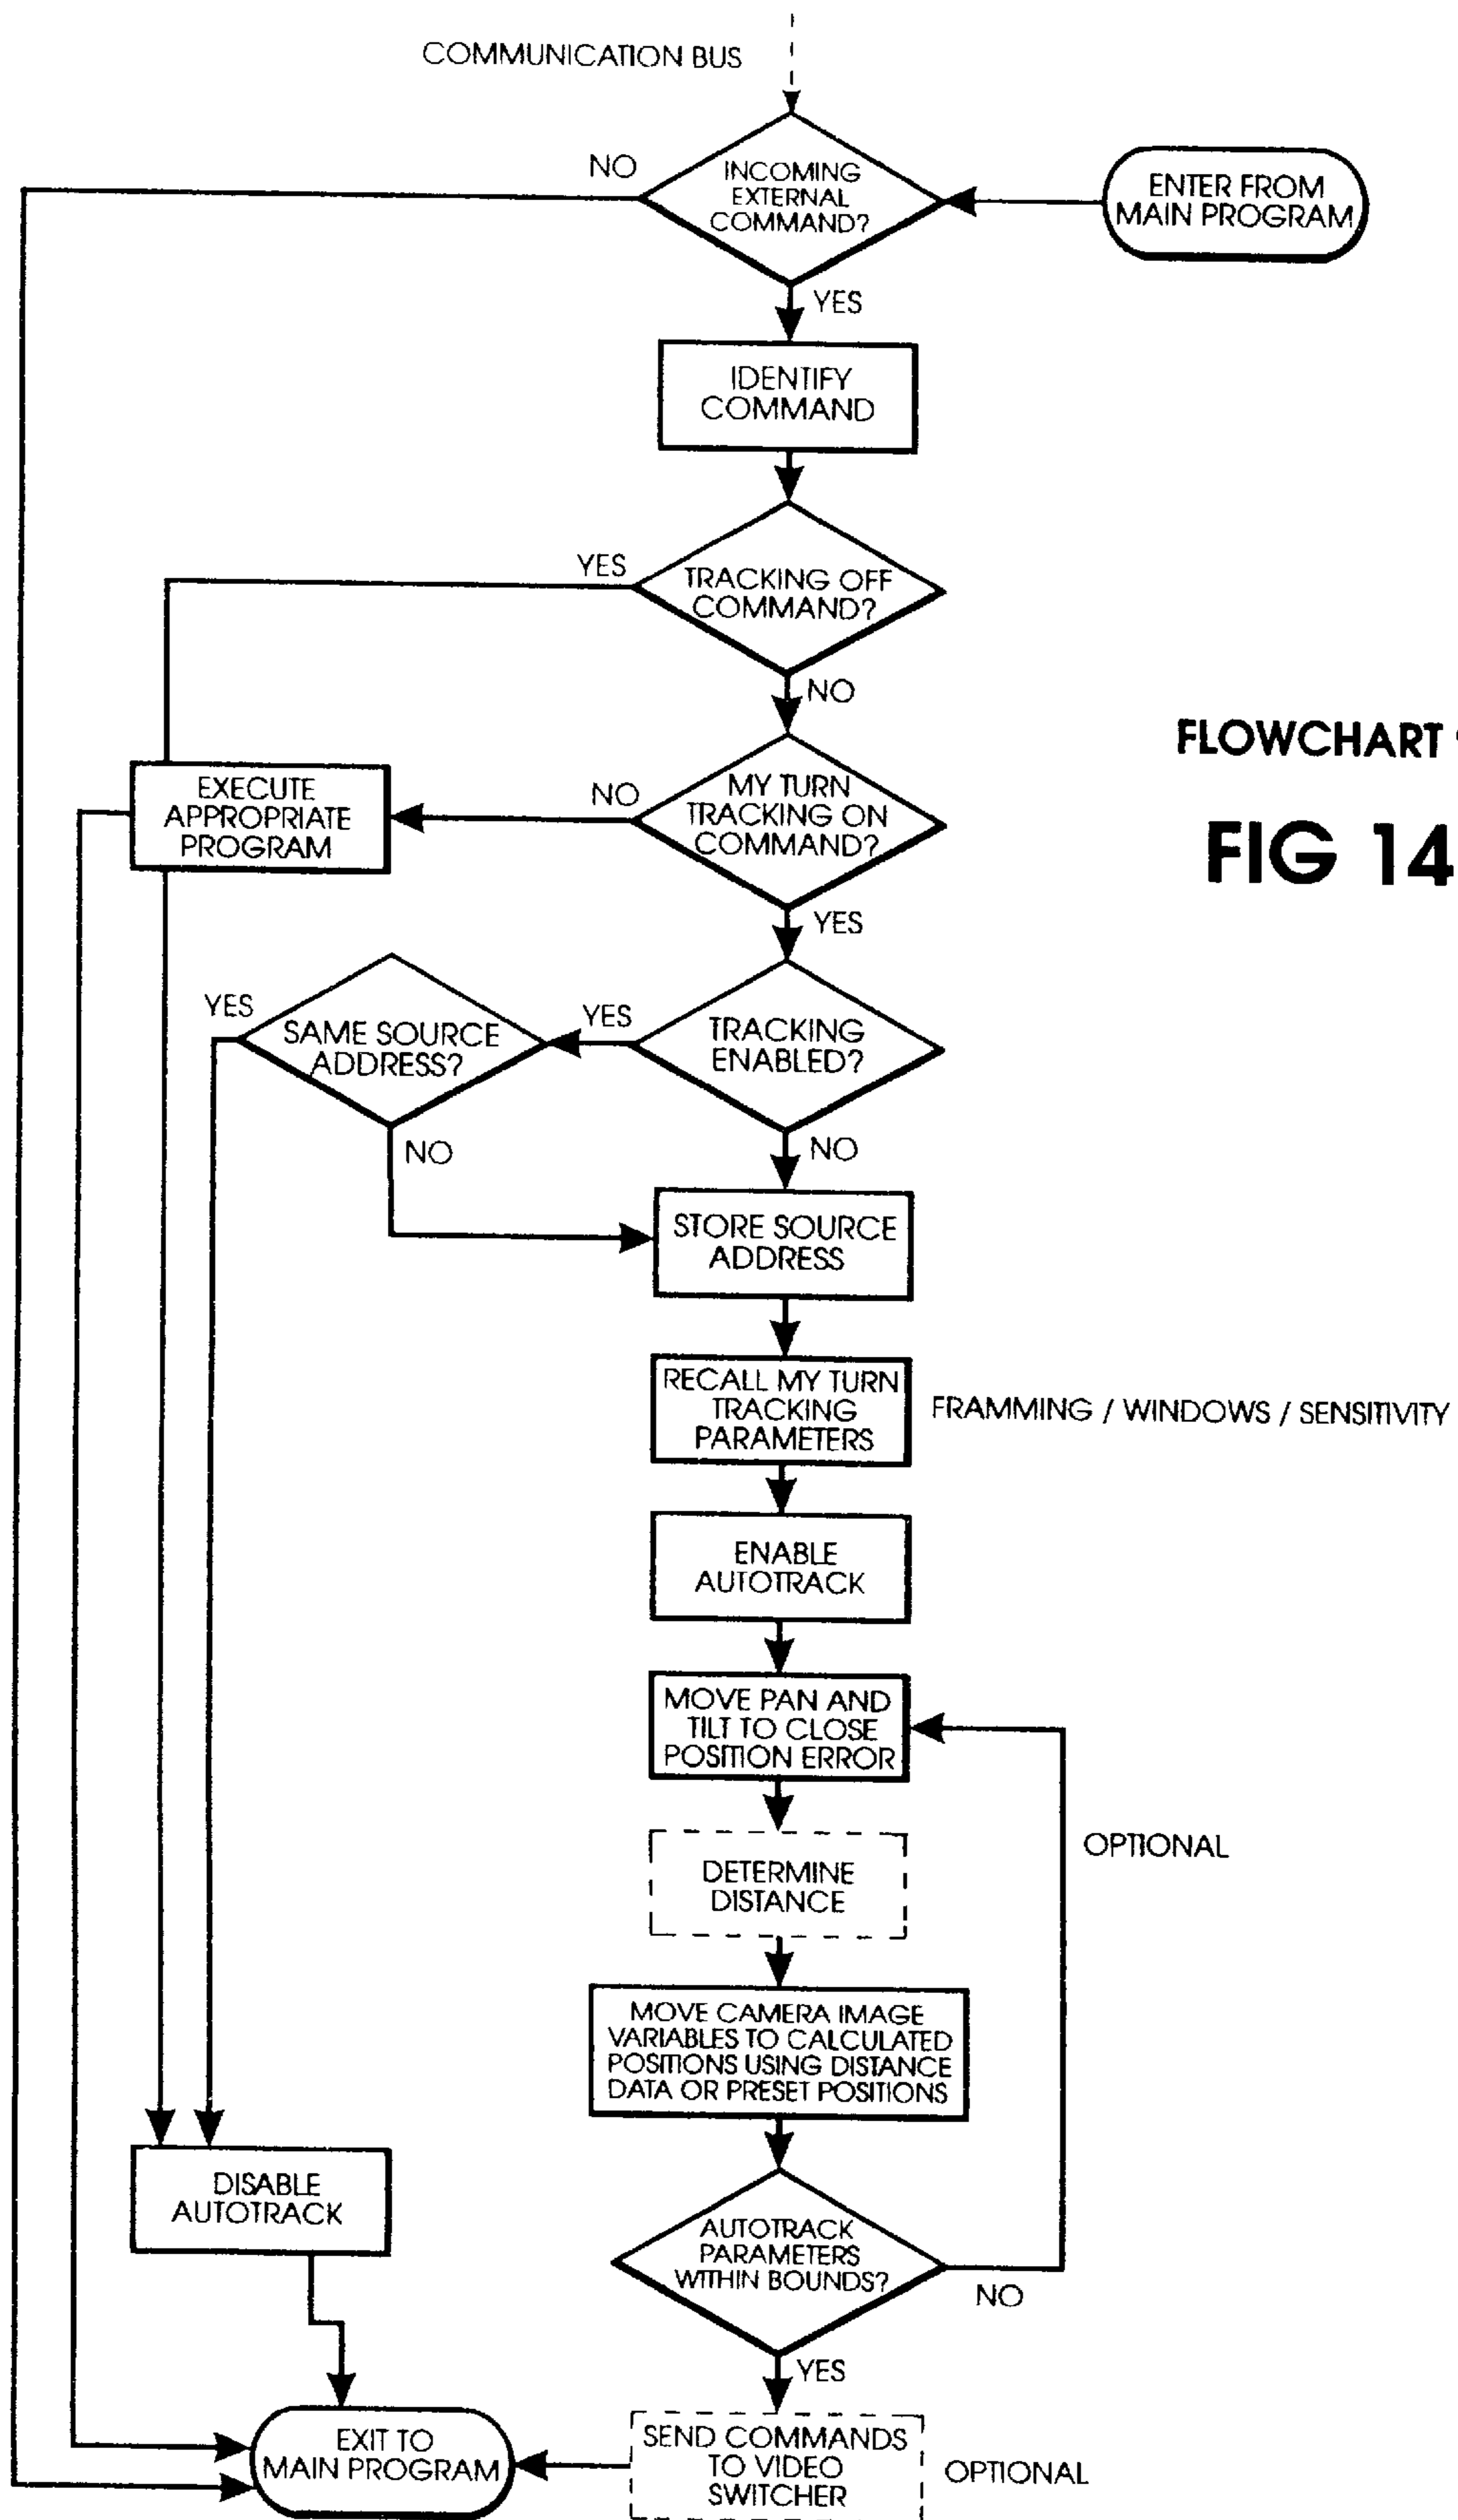 COMMUNICATION BUS
NO
INCOMING
EXTERNAL
COMMAND?
ENTER FROM
MAIN PROGRAM
YES
IDENTIFY
COMMAND
YES
TRACKING OFF
COMMAND?
NO
FLOWCHART
FIG 14
EXECUTE
APPROPRIATE
PROGRAM
NO
MY TURN
TRACKING ON
COMMAND?
YES
YES
SAME SOURCE
ADDRESS?
YES
TRACKING
ENABLED?
NO
NO
STORE SOURCE
ADDRESS
RECALL MY TURN
TRACKING
PARAMETERS
FRAMMING / WINDOWS / SENSITIVITY
ENABLE
AUTOTRACK
MOVE PAN AND
TILT TO CLOSE
POSITION ERROR
OPTIONAL
DETERMINE
DISTANCE
MOVE CAMERA IMAGE
VARIABLES TO CALCULATED
POSITIONS USING DISTANCE
DATA OR PRESET POSITIONS
DISABLE
AUTOTRACK
AUTOTRACK
PARAMETERS
WITHIN BOUNDS?
NO
YES
EXIT TO
MAIN PROGRAM
SEND COMMANDS
TO VIDEO
SWITCHER
OPTIONAL